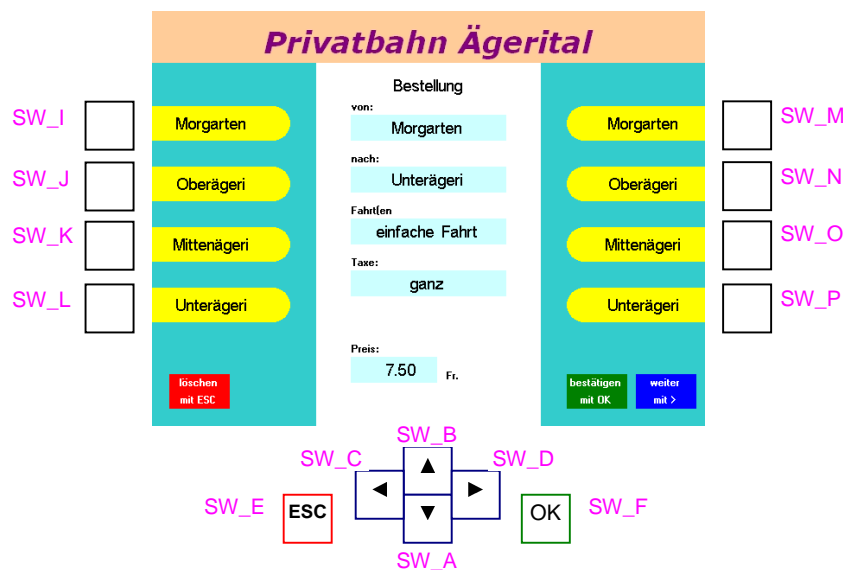 Privatbahn Ägerital
Bestellung
von:
Morgarten
nach:
Unterägeri
Fahrt(en
einfache Fahrt
Taxe:
ganz
Preis:
7.50 Fr.
SW_I
Morgarten
SW_J
Oberägeri
SW_K
Mittenägeri
SW_L
Unterägeri
löschen
mit ESC
Morgarten
SW_M
Oberägeri
SW_N
Mittenägeri
SW_O
Unterägeri
SW_P
bestätigen
mit OK
weiter
mit >
SW_B
SW_C
▲
SW_D
◄
►
SW_E
ESC
▼
OK
SW_F
SW_A